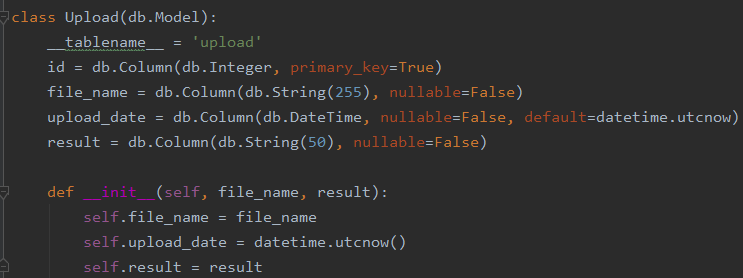 class Upload(db.Model):
    __tablename__ = 'upload'
    id = db.Column(db.Integer, primary_key=True)
    file_name = db.Column(db.String(255), nullable=False)
    upload_date = db.Column(db.DateTime, nullable=False, default=datetime.utcnow)
    result = db.Column(db.String(50), nullable=False)

    def __init__(self, file_name, result):
        self.file_name = file_name
        self.upload_date = datetime.utcnow()
        self.result = result